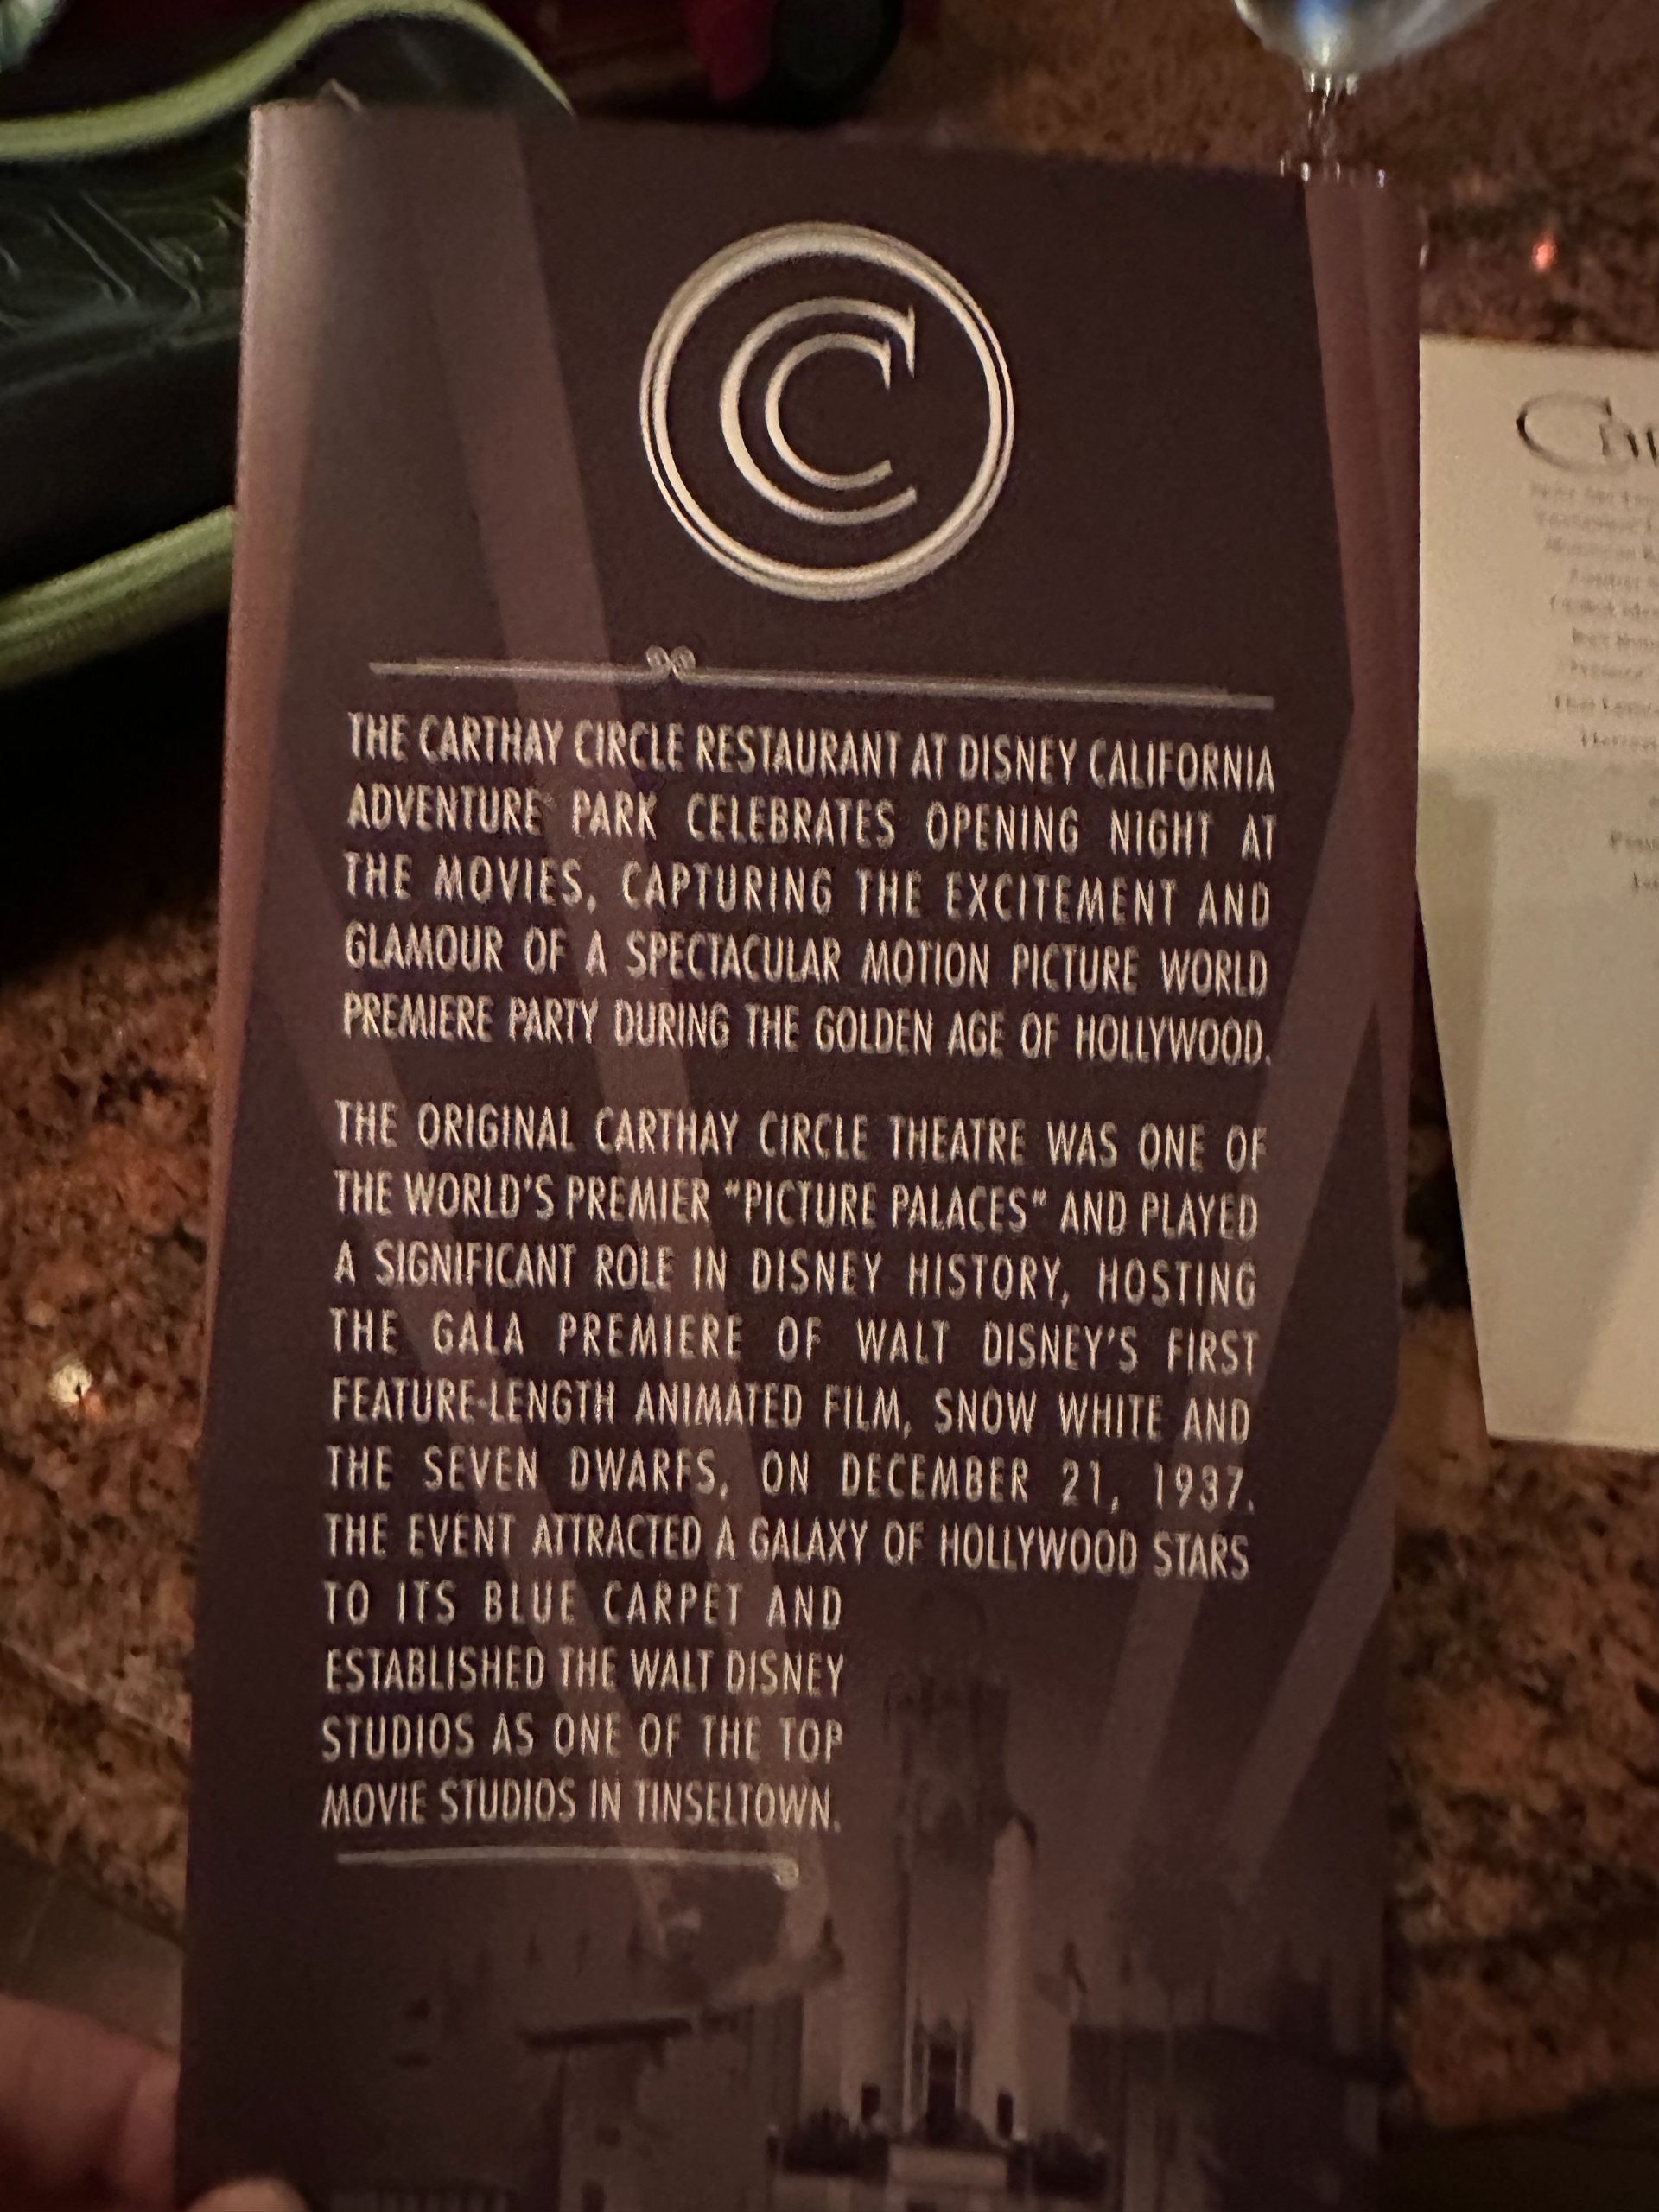 CC
THE CARTHAY CIRCLE RESTAURANT AT DISNEY CALIFORNIA
ADVENTURE PARK CELEBRATES OPENING NIGHT AT
THE MOVIES, CAPTURING THE EXCITEMENT AND
GLAMOUR OF A SPECTACULAR MOTION PICTURE WORLD
PREMIERE PARTY DURING THE GOLDEN AGE OF HOLLYWOOD.
THE ORIGINAL CARTHAY CIRCLE THEATRE WAS ONE OF
THE WORLD'S PREMIER "PICTURE PALACES" AND PLAYED
A SIGNIFICANT ROLE IN DISNEY HISTORY, HOSTING
THE GALA PREMIERE OF WALT DISNEY'S FIRST
FEATURE-LENGTH ANIMATED FILM, SNOW WHITE AND
THE SEVEN DWARFS, ON DECEMBER 21, 1937.
THE EVENT ATTRACTED A GALAXY OF HOLLYWOOD STARS
TO ITS BLUE CARPET AND
ESTABLISHED THE WALT DISNEY
STUDIOS AS ONE OF THE TOP
MOVIE STUDIOS IN TINSELTOWN.